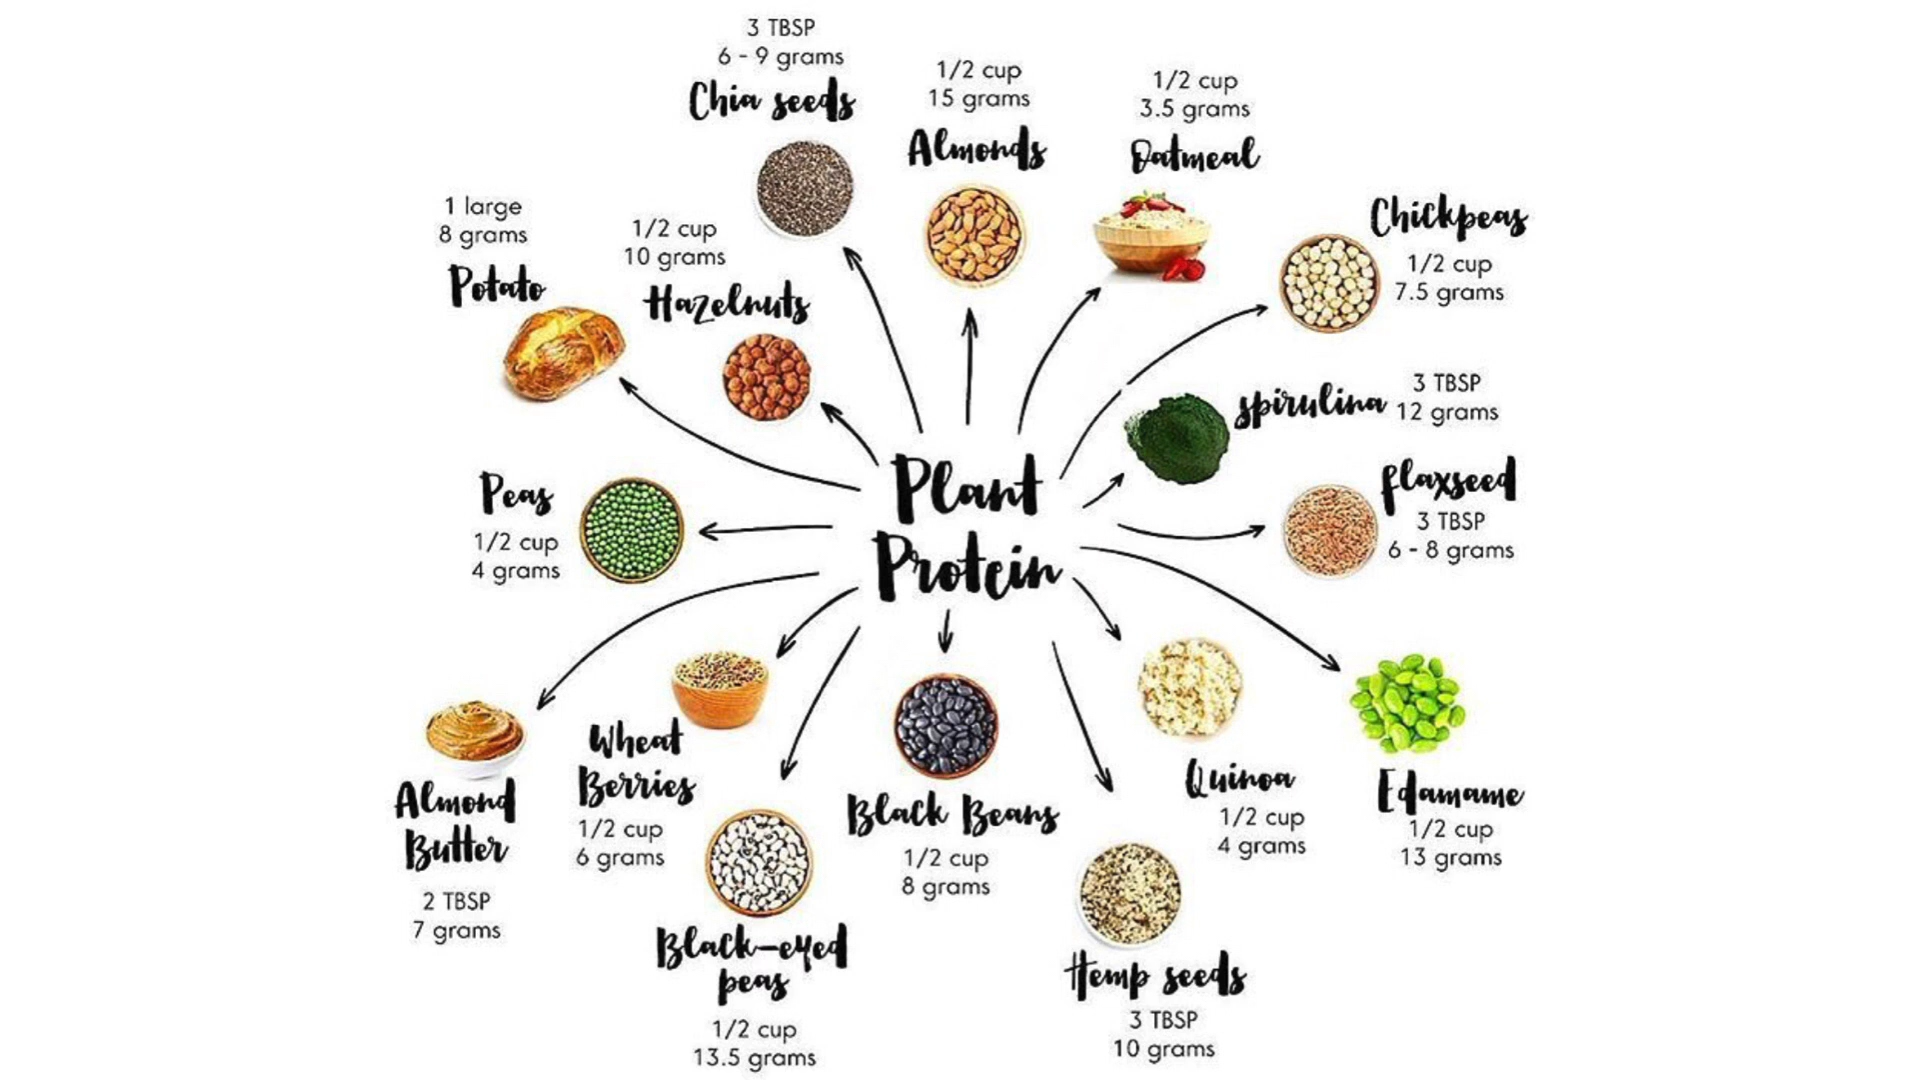 3 TBSP
6 - 9 grams
Chia seeds
1/2 cup
15 grams
Almonds
1/2 cup
3.5 grams
Oatmeal
1 large
8 grams
Potato
1/2 cup
10 grams
Hazelnuts
Chickpeas
1/2 cup
7.5 grams
spirulina
3 TBSP
12 grams
Plant
Protein
Peas
1/2 cup
4 grams
flaxseed
3 TBSP
6 - 8 grams
Almond
Butter
2 TBSP
7 grams
Wheat
Berries
1/2 cup
6 grams
Black-eyed
peas
1/2 cup
13.5 grams
Black Beans
1/2 cup
8 grams
Hemp seeds
3 TBSP
10 grams
Quinoa
1/2 cup
4 grams
Edamame
1/2 cup
13 grams